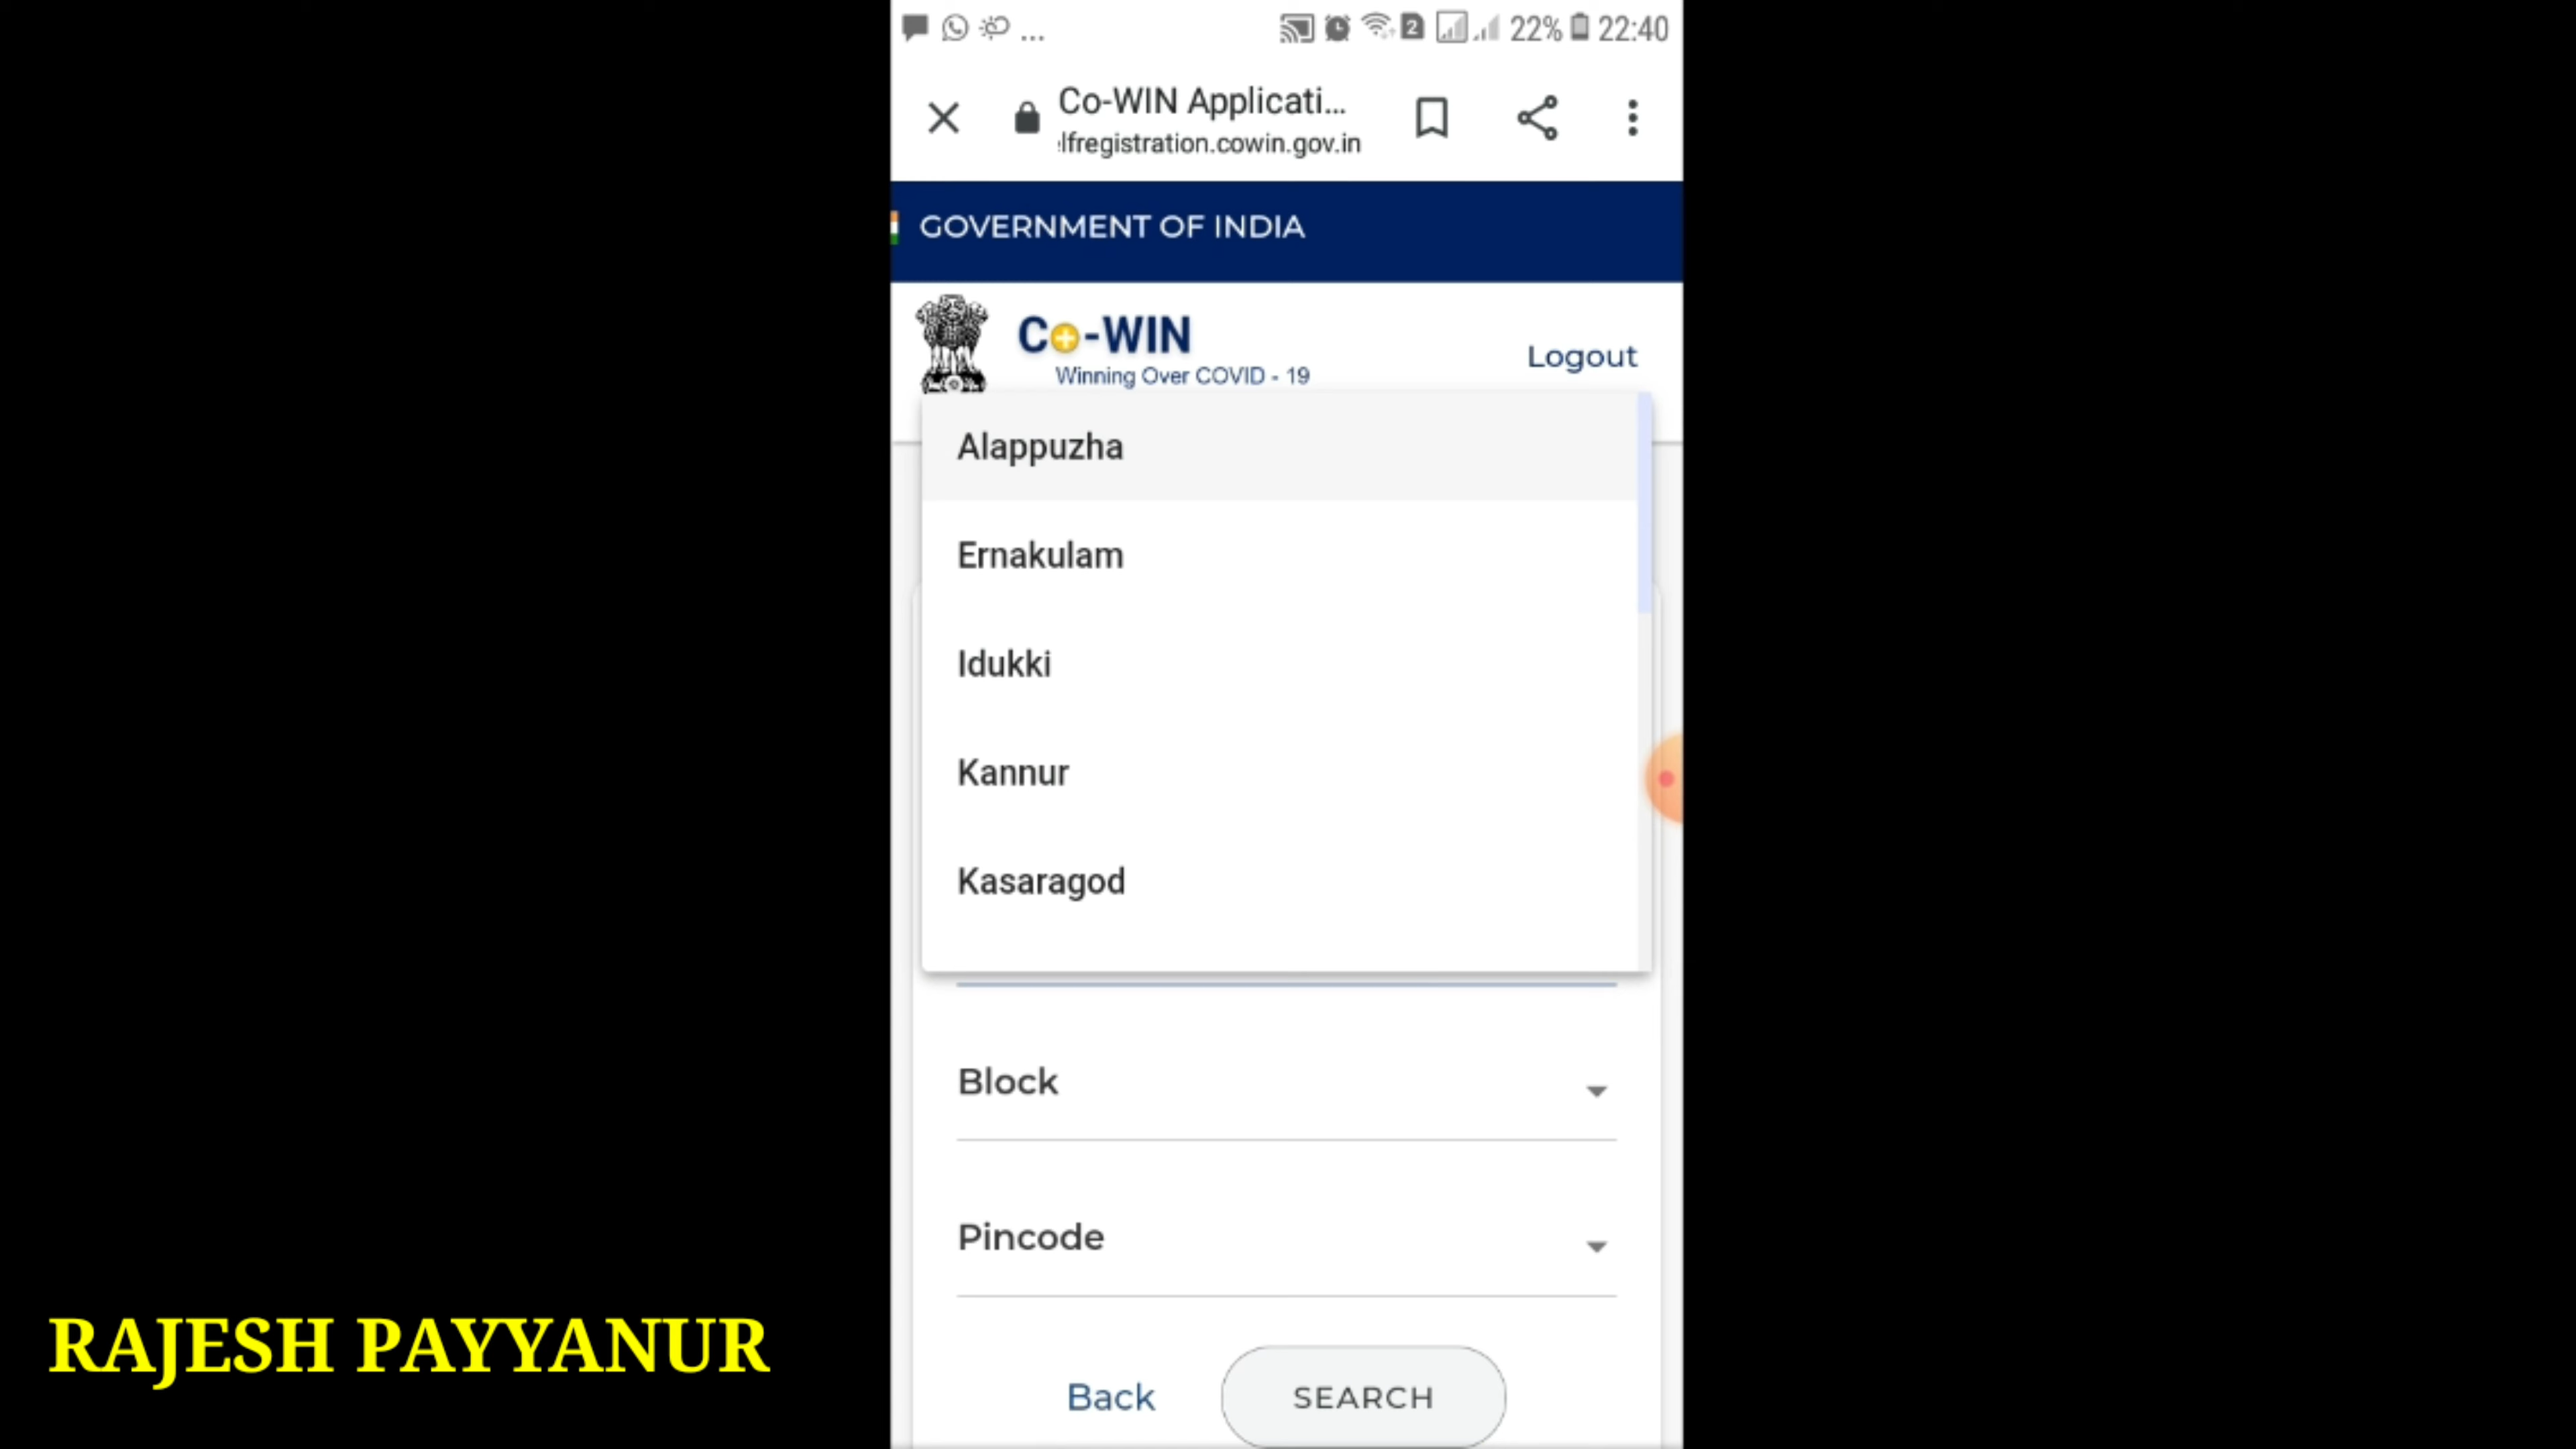 ... 2 22% 22:40
Co-WIN Applicati...
lfregistration.cowin.gov.in
GOVERNMENT OF INDIA
Co-WIN
Winning Over COVID - 19
Logout
Alappuzha
Ernakulam
Idukki
Kannur
Kasaragod
Block
Pincode
Back SEARCH
RAJESH PAYYANUR